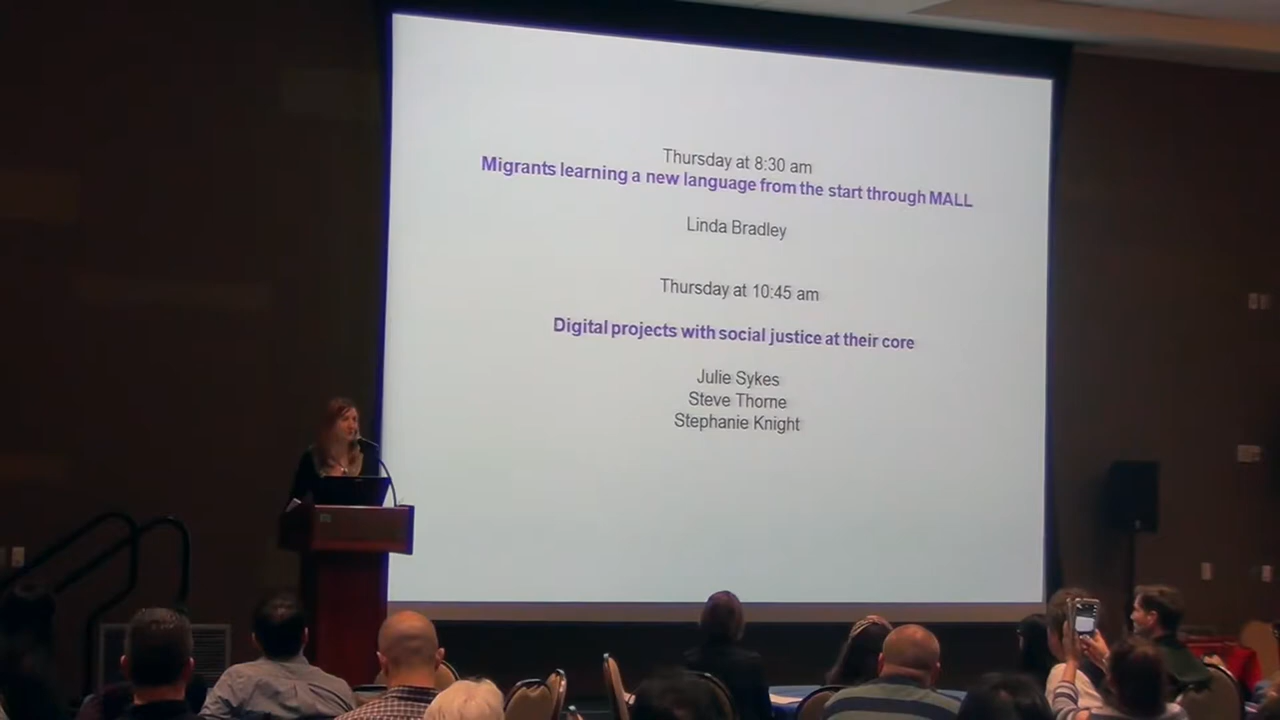 Thursday at 8:30 am
Migrants learning a new language from the start through MALL
Linda Bradley
Thursday at 10:45 am
Digital projects with social justice at their core
Julie Sykes
Steve Thorne
Stephanie Knight